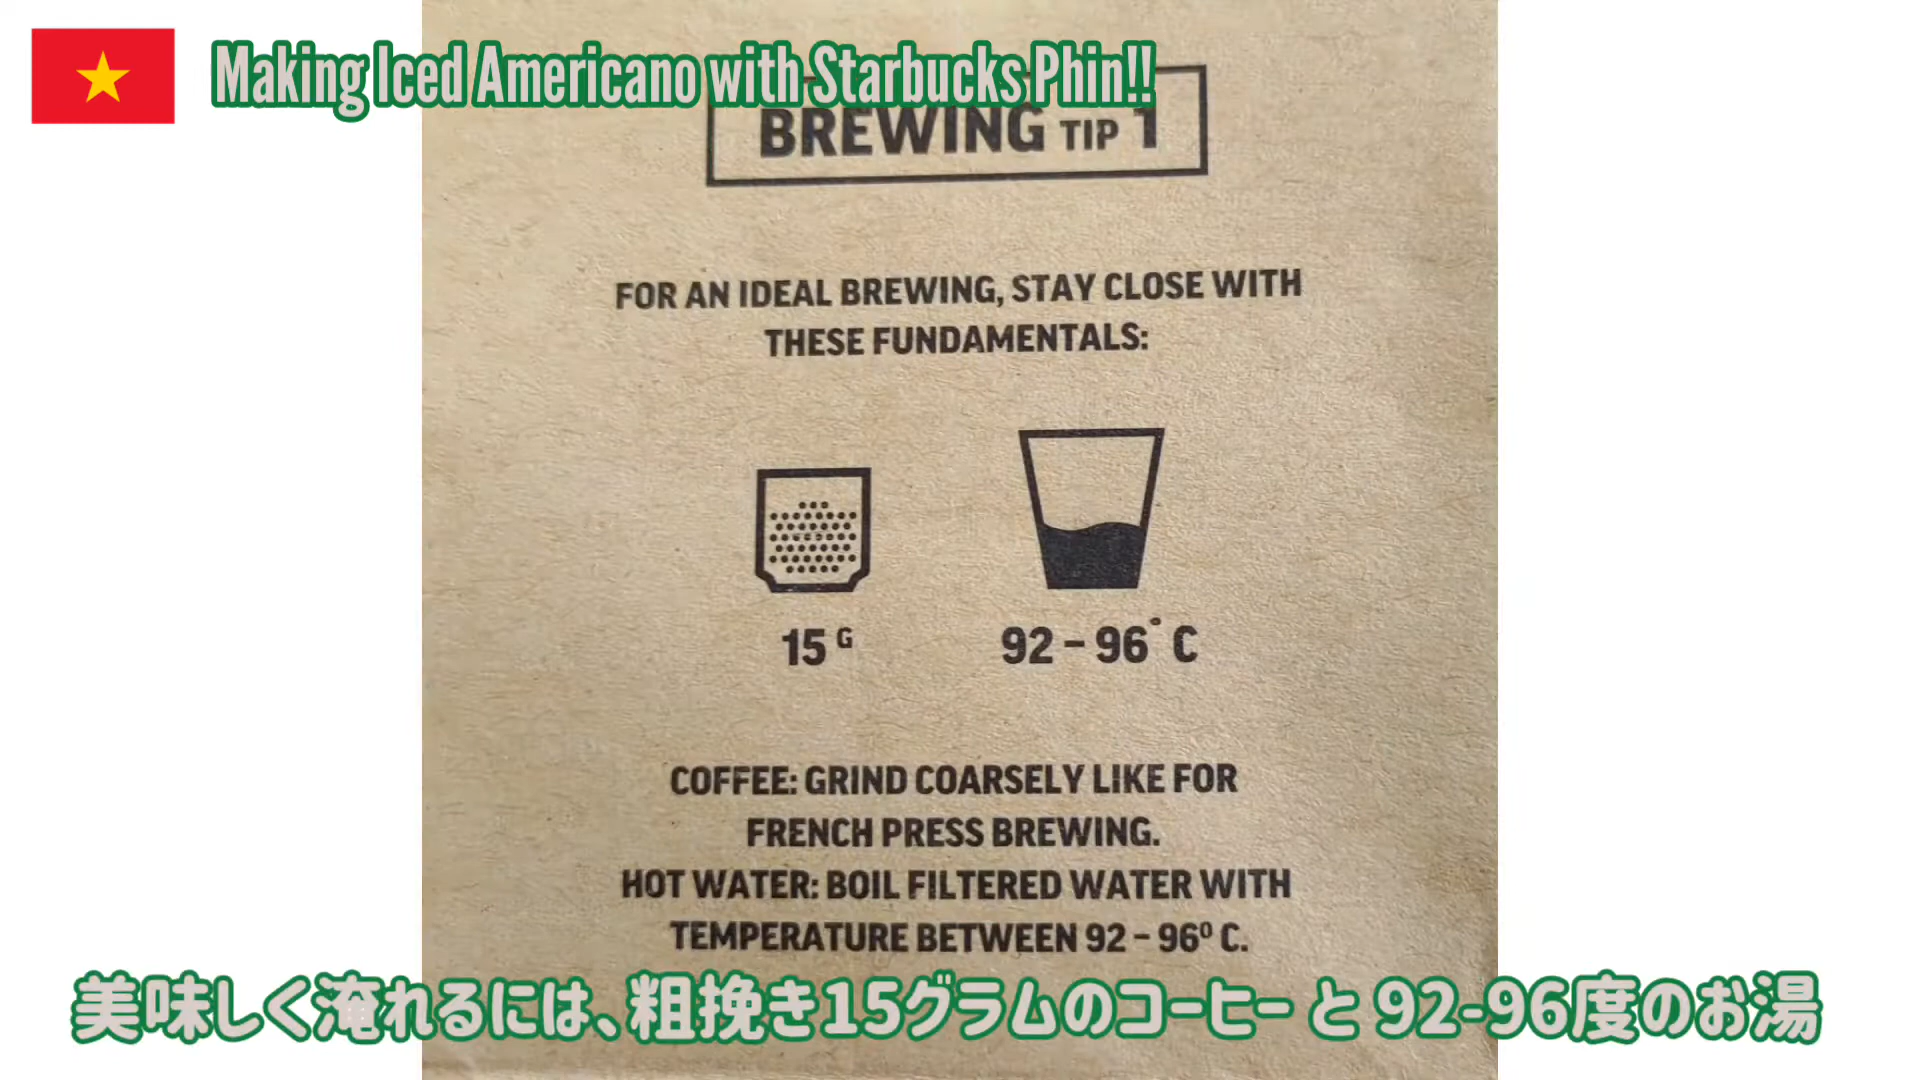 Making Iced Americano with Starbucks Phin!!
BREWING TIP 1
FOR AN IDEAL BREWING, STAY CLOSE WITH
THESE FUNDAMENTALS:
15 G
92 – 96° C
COFFEE: GRIND COARSELY LIKE FOR
FRENCH PRESS BREWING.
HOT WATER: BOIL FILTERED WATER WITH
TEMPERATURE BETWEEN 92 – 96⁰ C.
美味しく淹れるには、粗挽き15グラムのコーヒー と 92-96度のお湯